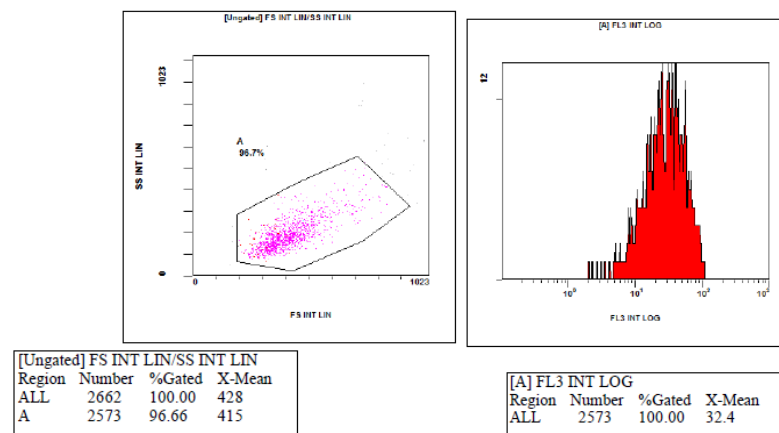 [Ungated] FS INT LIN/SS INT LIN
1023
SS INT LIN
A
96.7%
0
0
1023
FS INT LIN
[A] FL3 INT LOG
12
10⁰
10¹
10²
FL3 INT LOG
[Ungated] FS INT LIN/SS INT LIN
Region Number %Gated X-Mean
ALL 2662 100.00 428
A 2573 96.66 415
[A] FL3 INT LOG
Region Number %Gated X-Mean
ALL 2573 100.00 32.4